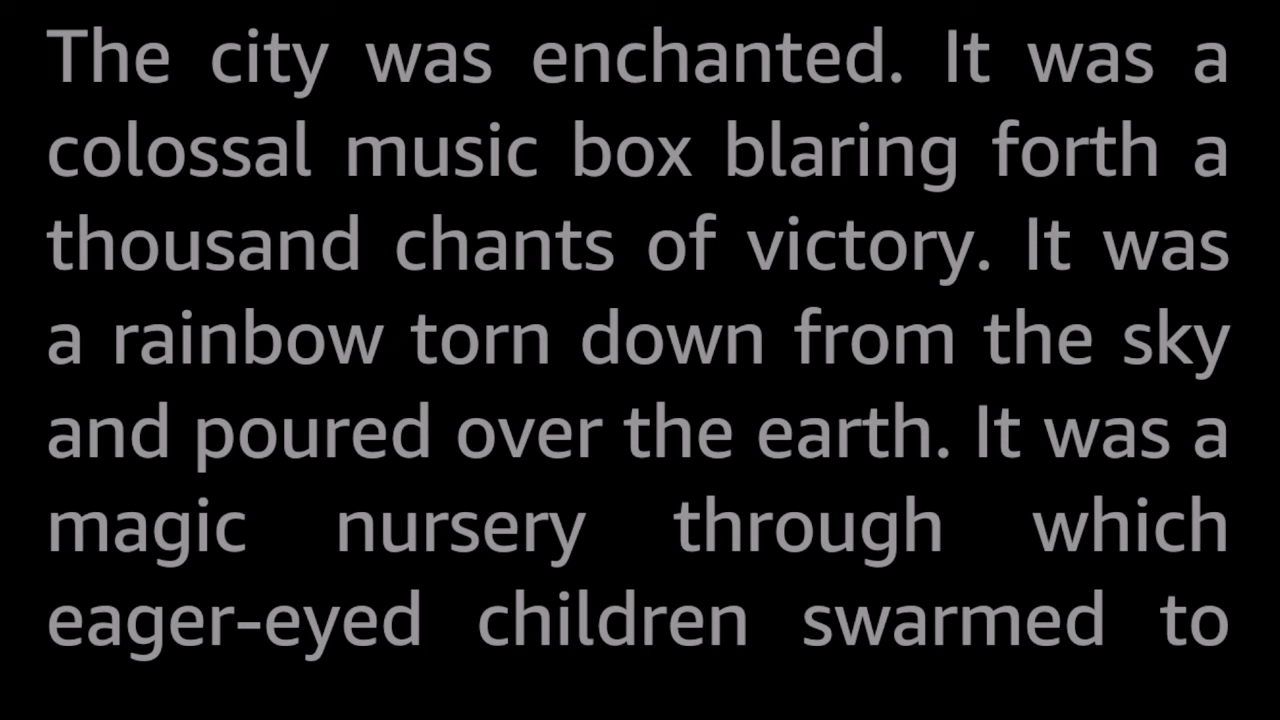 The city was enchanted. It was a
colossal music box blaring forth a
thousand chants of victory. It was
a rainbow torn down from the sky
and poured over the earth. It was a
magic nursery through which
eager-eyed children swarmed to